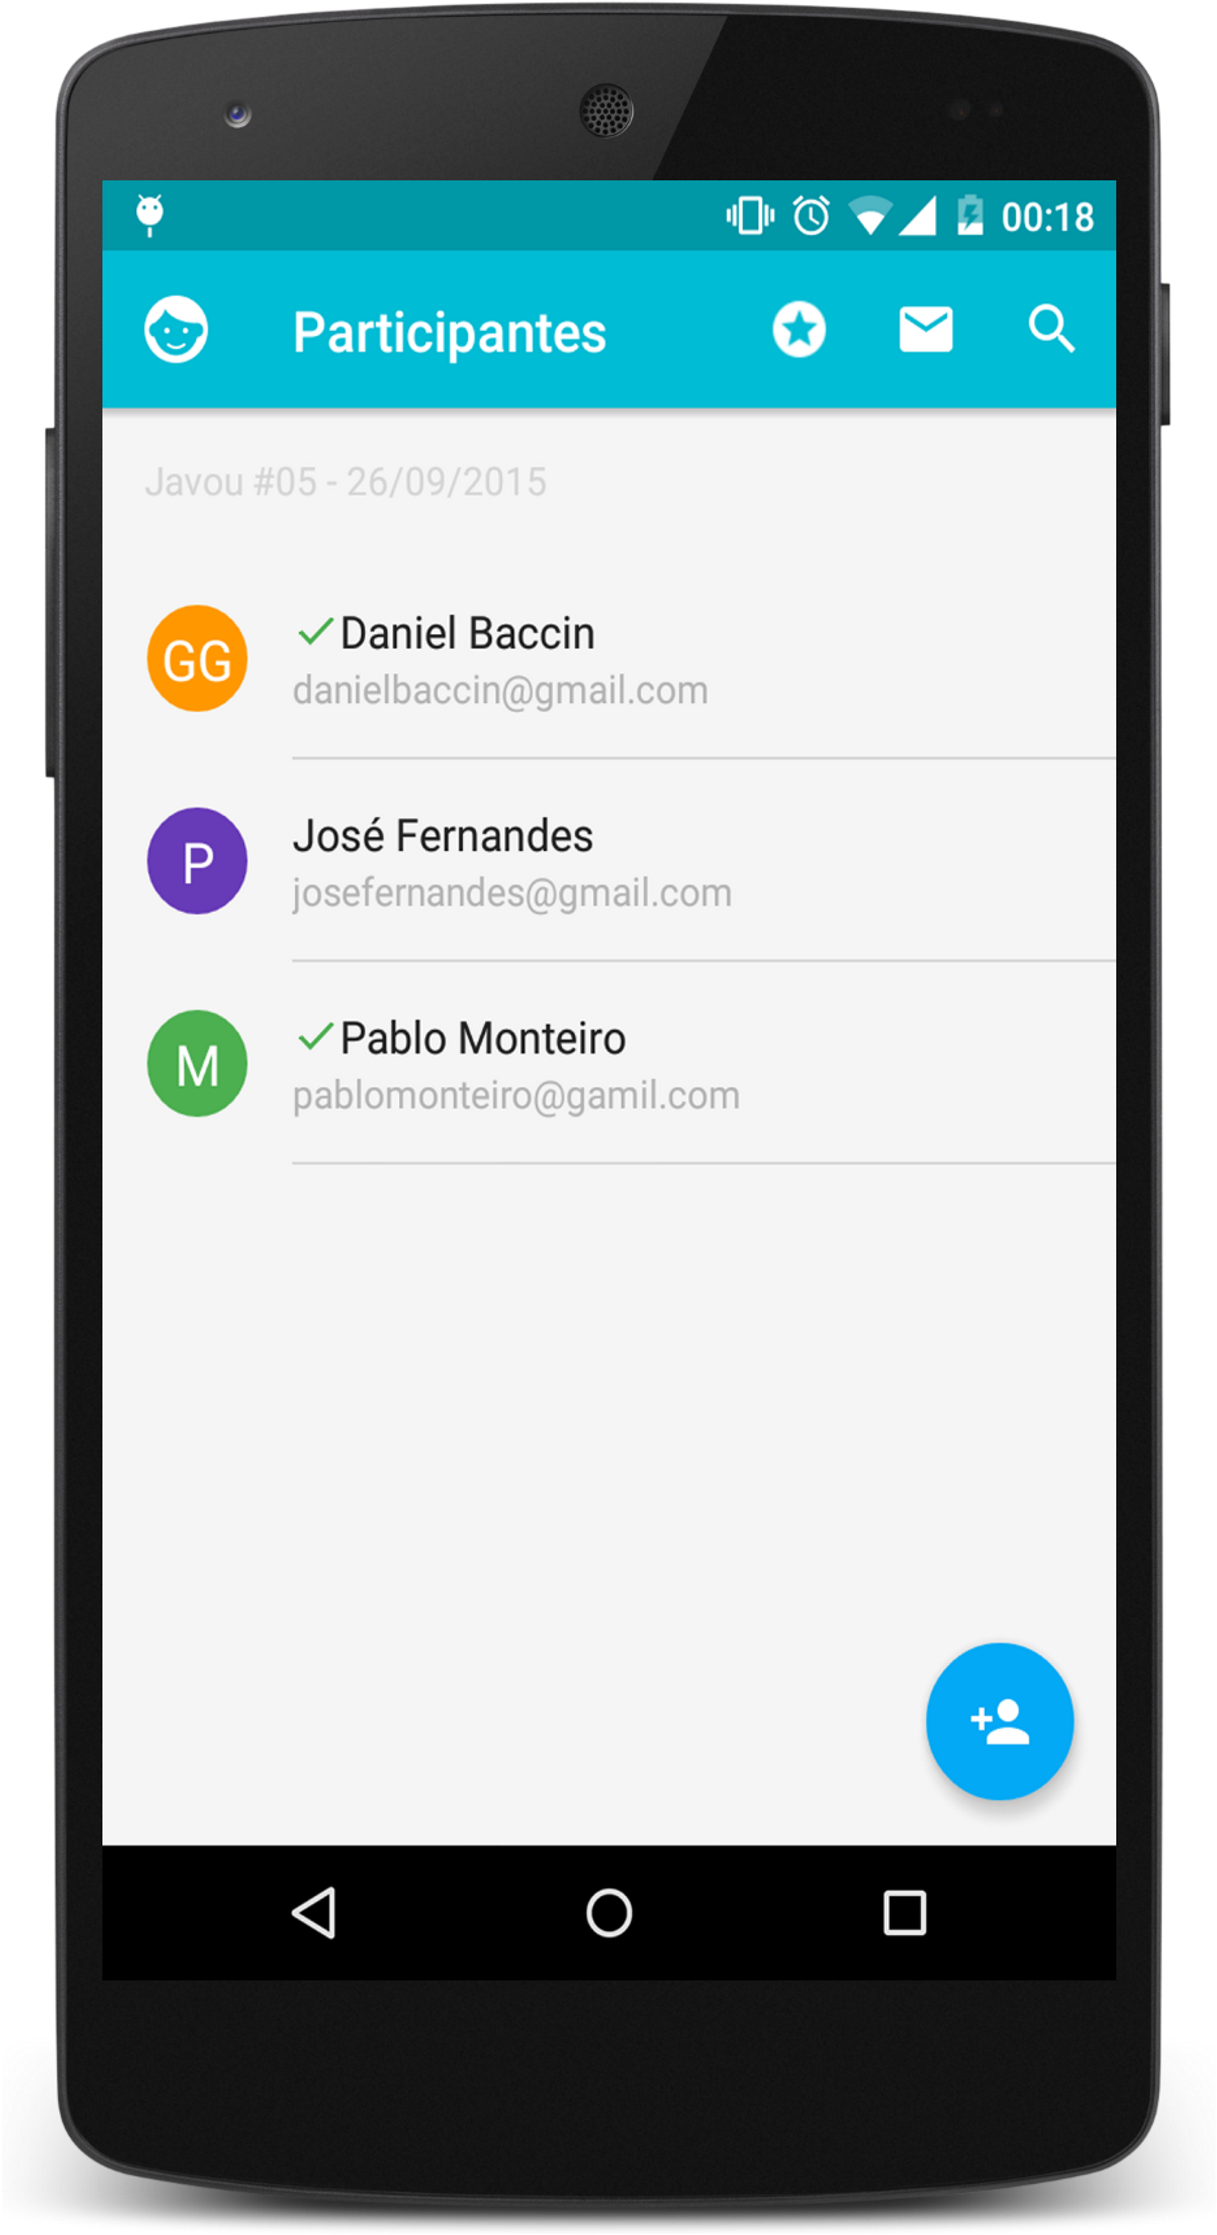 00:18
Participantes
Javou #05 - 26/09/2015
GG
Daniel Baccin
danielbaccin@gmail.com
P
José Fernandes
josefernandes@gmail.com
M
Pablo Monteiro
pablomonteiro@gamil.com